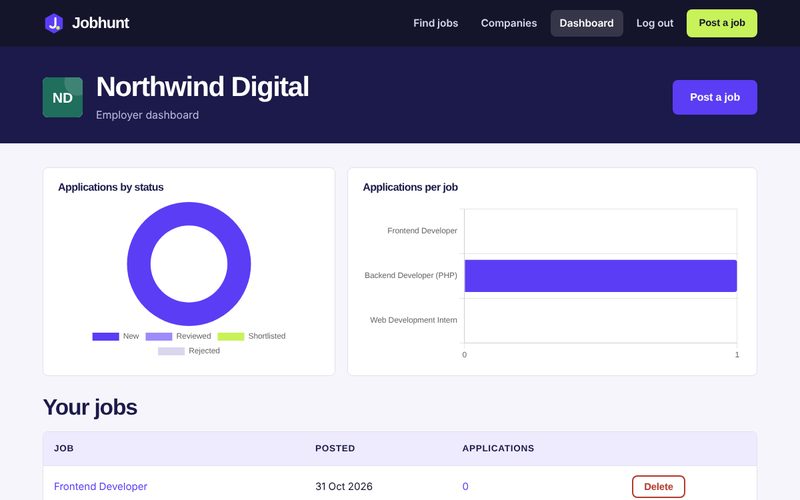 Jobhunt
Find jobs Companies Dashboard Log out Post a job
ND
Northwind Digital
Employer dashboard
Post a job
Applications by status
New Reviewed Shortlisted
Rejected
Applications per job
Frontend Developer
Backend Developer (PHP)
Web Development Intern
0 1
Your jobs
JOB POSTED APPLICATIONS
Frontend Developer 31 Oct 2026 0 Delete